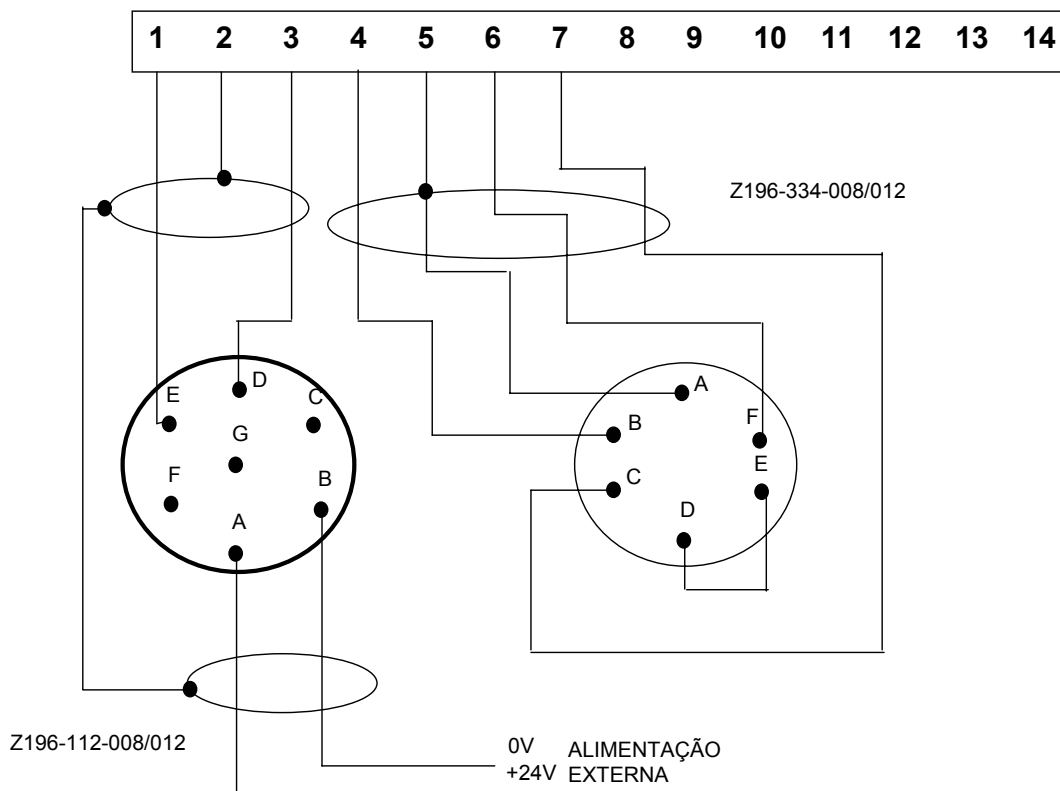 1 2 3 4 5 6 7 8 9 10 11 12 13 14
Z196-334-008/012
D
E
C
G
F
B
A
A
B
F
C
E
D
Z196-112-008/012
0V ALIMENTAÇÃO
+24V EXTERNA